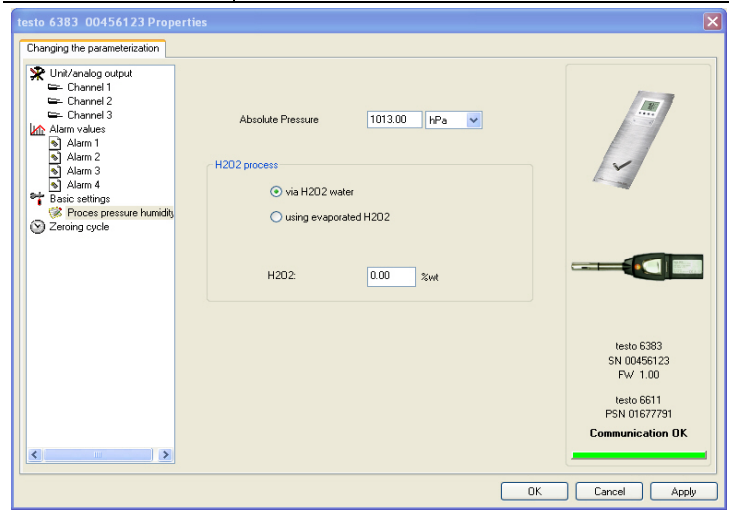 testo 6383 00456123 Properties
Changing the parameterization
Unit/analog output
Channel 1
Channel 2
Channel 3
Alarm values
Alarm 1
Alarm 2
Alarm 3
Alarm 4
Basic settings
Proces pressure humidity
Zeroing cycle
Absolute Pressure 1013.00 hPa
H2O2 process
via H2O2 water
using evaporated H2O2
H2O2: 0.00 %wt
testo 6383
SN 00456123
FW 1.00
testo 6611
PSN 01677791
Communication OK
OK Cancel Apply